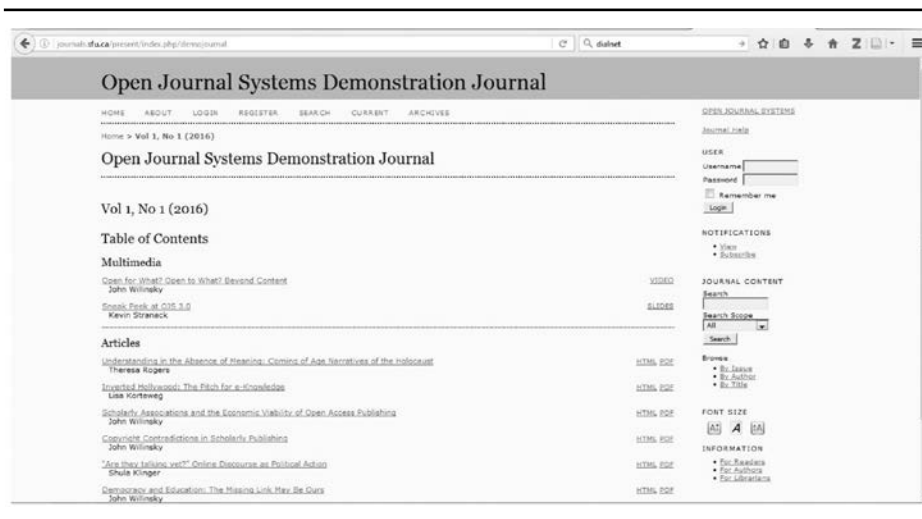 journals.sfu.ca/present/index.php/demojournal
dialnet
Open Journal Systems Demonstration Journal
HOME ABOUT LOGIN REGISTER SEARCH CURRENT ARCHIVES
Home > Vol 1, No 1 (2016)
Open Journal Systems Demonstration Journal
Vol 1, No 1 (2016)
Table of Contents
Multimedia
Open for What? Open to What? Beyond Content VIDEO
John Willinsky
Sneak Peek at OJS 3.0 SLIDES
Kevin Stranack
Articles
Understanding in the Absence of Meaning: Coming of Age Narratives of the Holocaust HTML PDF
Theresa Rogers
Inverted Hollywood: The Pitch for e-Knowledge HTML PDF
Lisa Korteweg
Scholarly Associations and the Economic Viability of Open Access Publishing HTML PDF
John Willinsky
Copyright Contradictions in Scholarly Publishing HTML PDF
John Willinsky
"Are they talking yet?" Online Discourse as Political Action HTML PDF
Shula Klinger
Democracy and Education: The Missing Link May Be Ours HTML PDF
John Willinsky
OPEN JOURNAL SYSTEMS
Journal Help
USER
Username
Password
Remember me
Login
NOTIFICATIONS
View
Subscribe
JOURNAL CONTENT
Search
Search Scope
All
Search
Browse
By Issue
By Author
By Title
FONT SIZE
INFORMATION
For Readers
For Authors
For Librarians